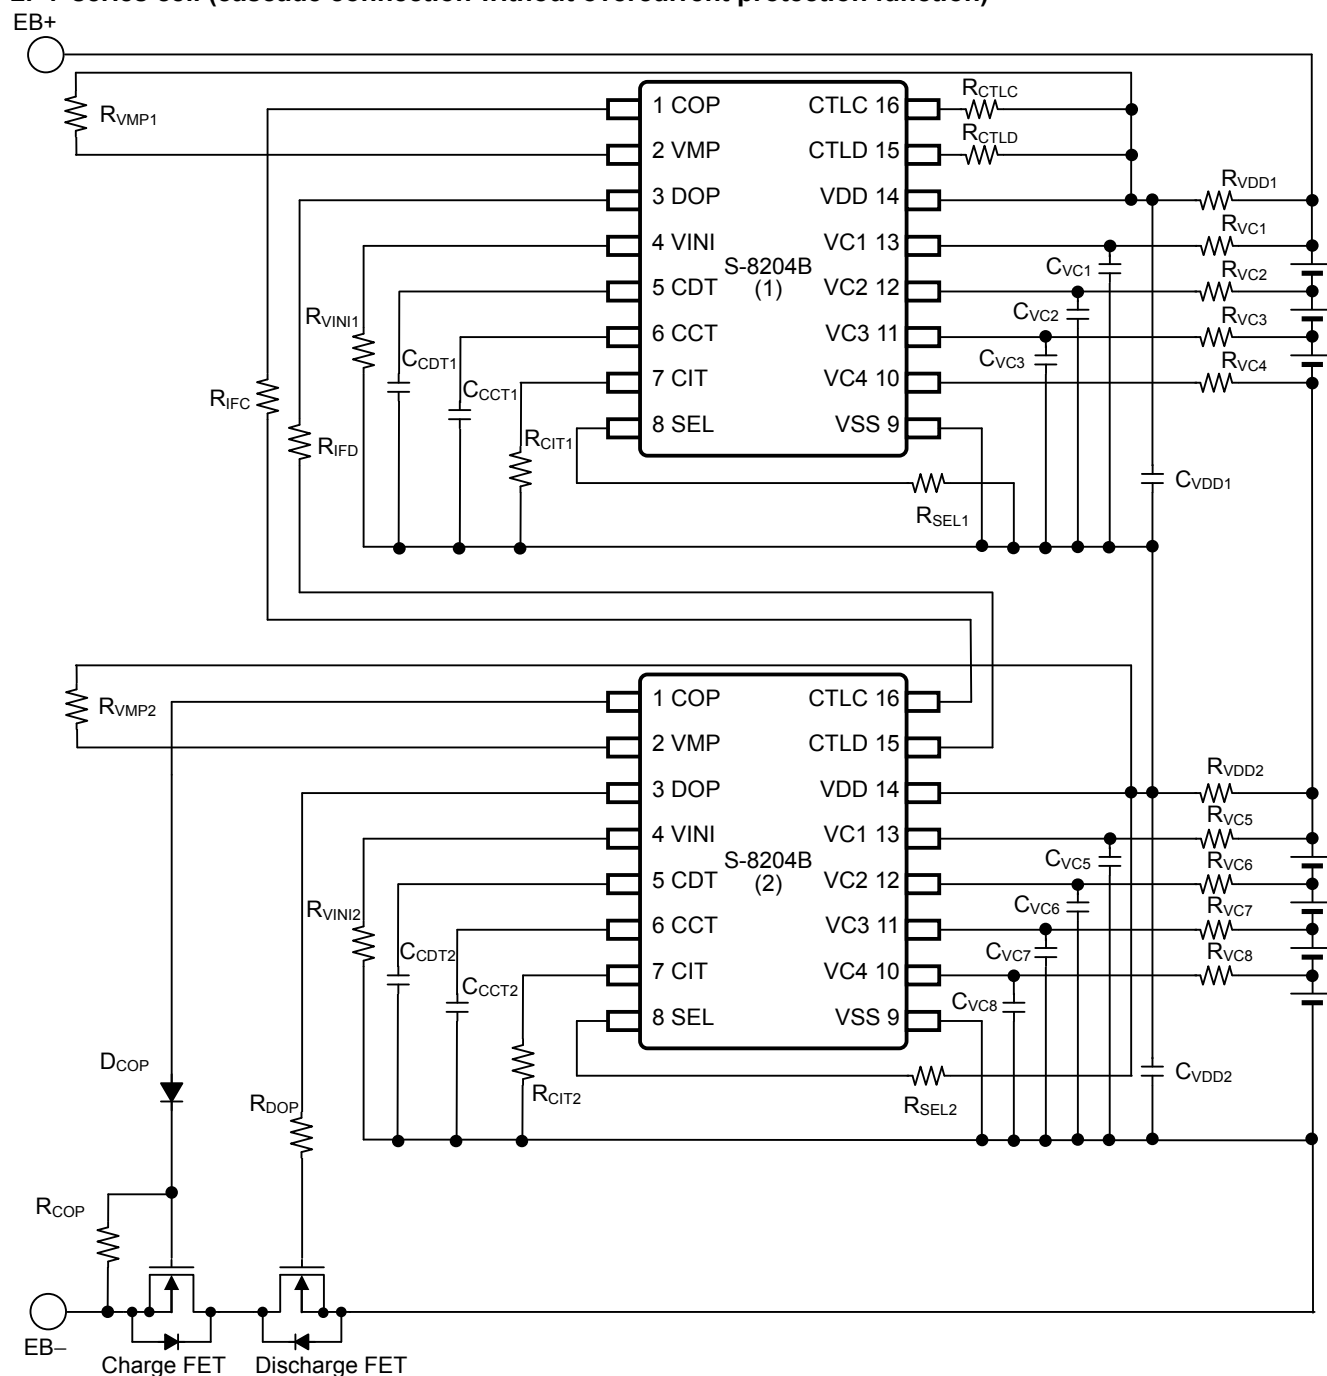 2. 7-series cell (cascade connection without overcurrent protection function)
EB+
RVMP1
1 COP
2 VMP
3 DOP
4 VINI
5 CDT
6 CCT
7 CIT
8 SEL
S-8204B
(1)
CTLC 16
CTLD 15
VDD 14
VC1 13
VC2 12
VC3 11
VC4 10
VSS 9
RCTLC
RCTLD
RVDD1
RVC1
RVC2
RVC3
RVC4
CVC1
CVC2
CVC3
RVINI1
CCDT1
CCCT1
RCIT1
RIFC
RIFD
RSEL1
CVDD1
RVMP2
1 COP
2 VMP
3 DOP
4 VINI
5 CDT
6 CCT
7 CIT
8 SEL
S-8204B
(2)
CTLC 16
CTLD 15
VDD 14
VC1 13
VC2 12
VC3 11
VC4 10
VSS 9
RVDD2
RVC5
RVC6
RVC7
RVC8
CVC5
CVC6
CVC7
CVC8
RVINI2
CCDT2
CCCT2
RCIT2
RSEL2
CVDD2
DCOP
RDOP
RCOP
EB−
Charge FET
Discharge FET